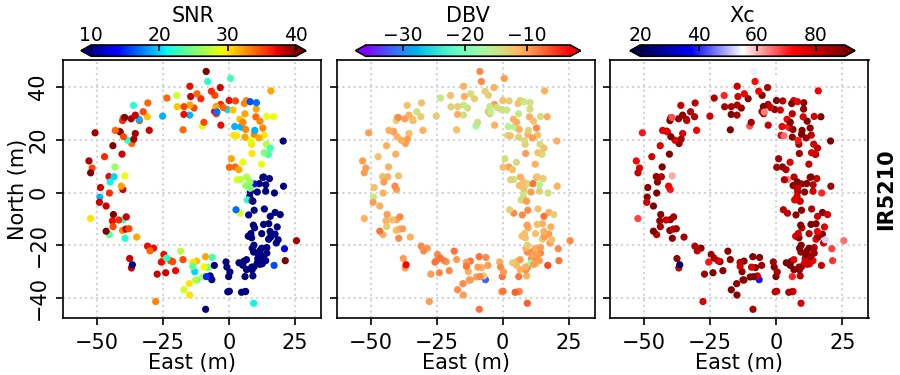 SNR DBV Xc
10 20 30 40 −30 −20 −10 20 40 60 80
40
20
0
−20
−40
North (m)
IR5210
−50 −25 0 25 −50 −25 0 25 −50 −25 0 25
East (m) East (m) East (m)